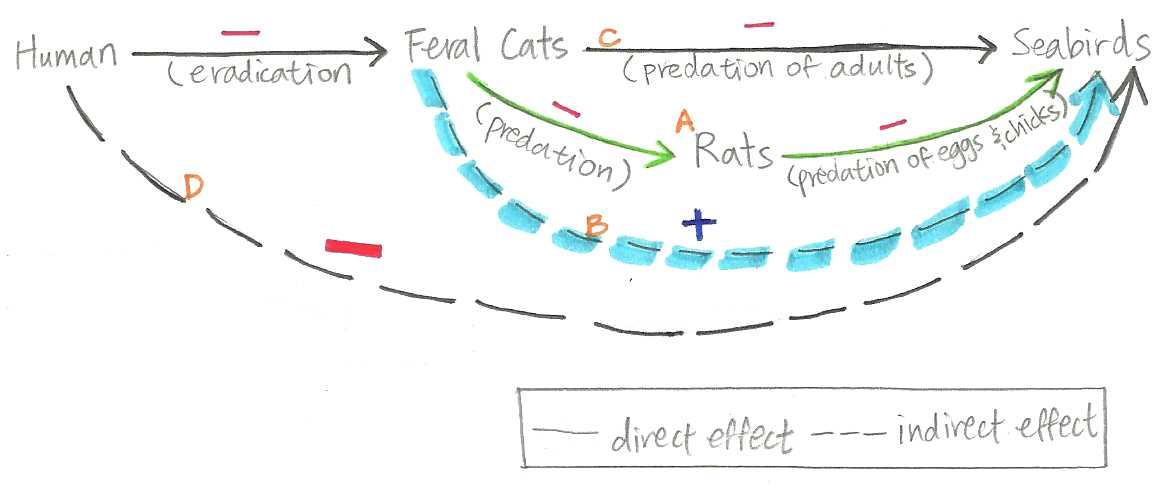 Human
(eradication
Feral Cats
C
(predation of adults)
Seabirds
(predation)
A
Rats
(predation of eggs & chicks)
D
B
+
direct effect
indirect effect